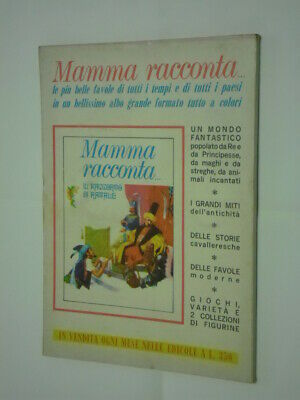 Mamma racconta...
le più belle favole di tutti i tempi e di tutti i paesi
in un bellissimo albo grande formato tutto a colori
Mamma
racconta...
UN MONDO
FANTASTICO
popolato da Re e
da Principesse,
da maghi e da
streghe, da ani-
mali incantati
*
I GRANDI MITI
dell'antichità
*
DELLE STORIE
cavalleresche
*
DELLE FAVOLE
moderne
*
GIOCHI,
VARIETÀ E
2 COLLEZIONI
DI FIGURINE
IN VENDITA OGNI MESE NELLE EDICOLE A L. 350